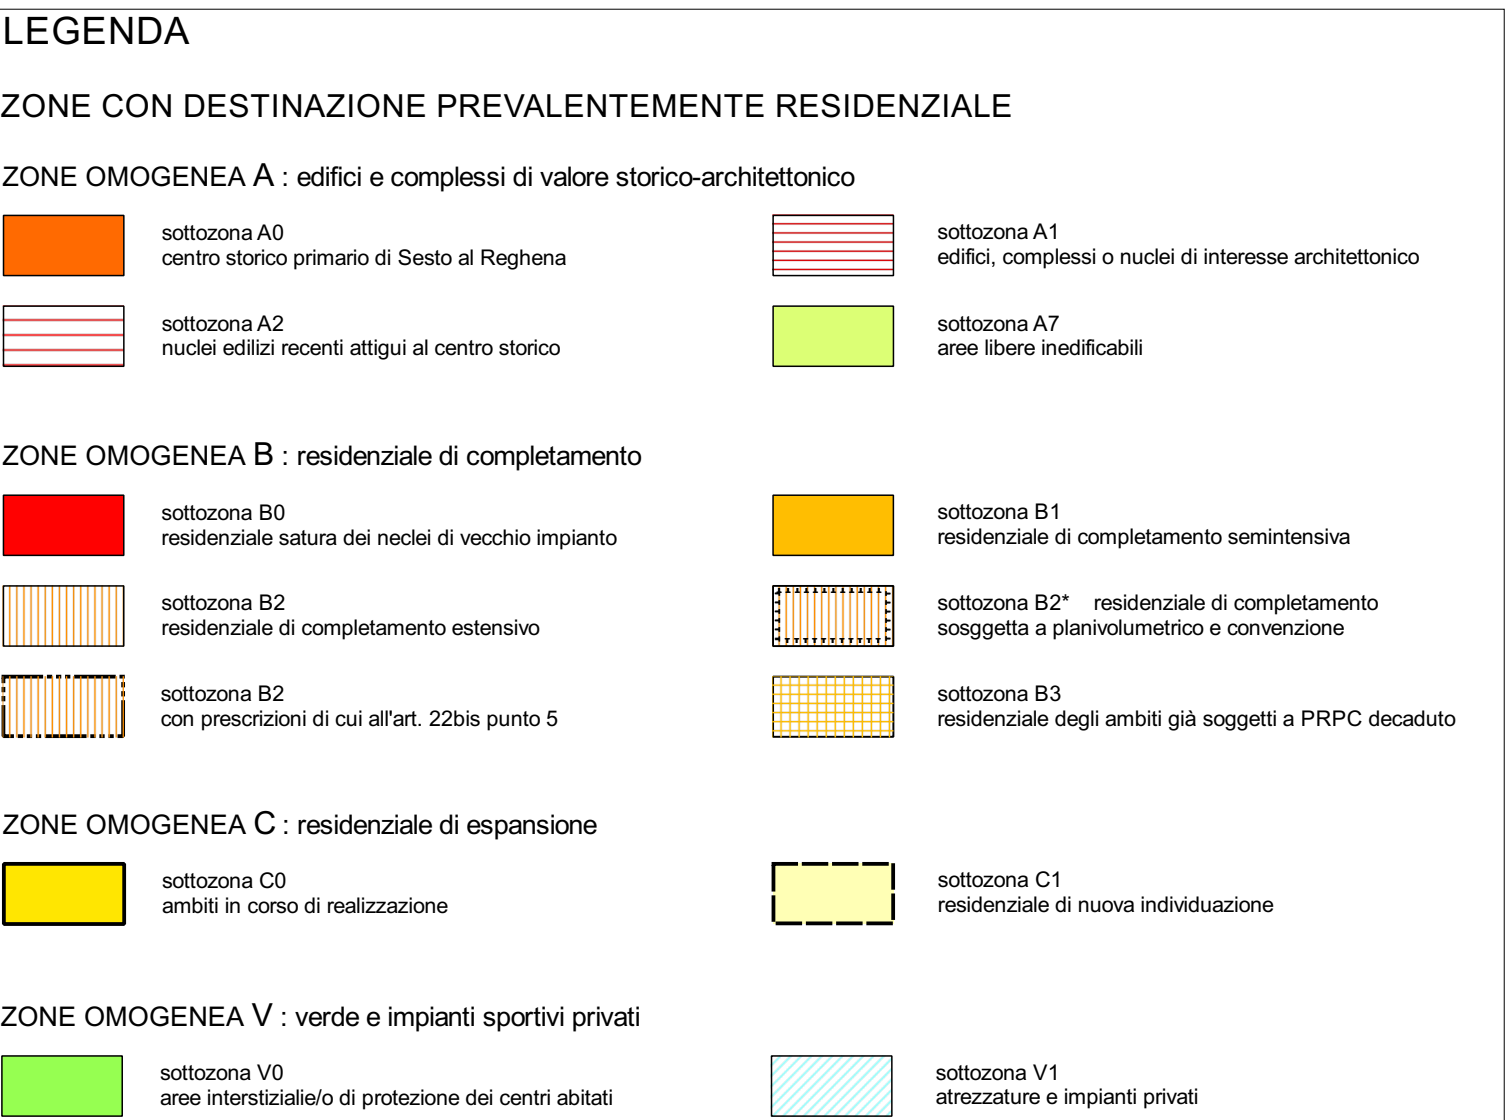 LEGENDA
ZONE CON DESTINAZIONE PREVALENTEMENTE RESIDENZIALE
ZONE OMOGENEA A : edifici e complessi di valore storico-architettonico
sottozona A0
centro storico primario di Sesto al Reghena
sottozona A1
edifici, complessi o nuclei di interesse architettonico
sottozona A2
nuclei edilizi recenti attigui al centro storico
sottozona A7
aree libere inedificabili
ZONE OMOGENEA B : residenziale di completamento
sottozona B0
residenziale satura dei neclei di vecchio impianto
sottozona B1
residenziale di completamento semintensiva
sottozona B2
residenziale di completamento estensivo
sottozona B2* residenziale di completamento
sosggetta a planivolumetrico e convenzione
sottozona B2
con prescrizioni di cui all'art. 22bis punto 5
sottozona B3
residenziale degli ambiti già soggetti a PRPC decaduto
ZONE OMOGENEA C : residenziale di espansione
sottozona C0
ambiti in corso di realizzazione
sottozona C1
residenziale di nuova individuazione
ZONE OMOGENEA V : verde e impianti sportivi privati
sottozona V0
aree interstizialie/o di protezione dei centri abitati
sottozona V1
atrezzature e impianti privati